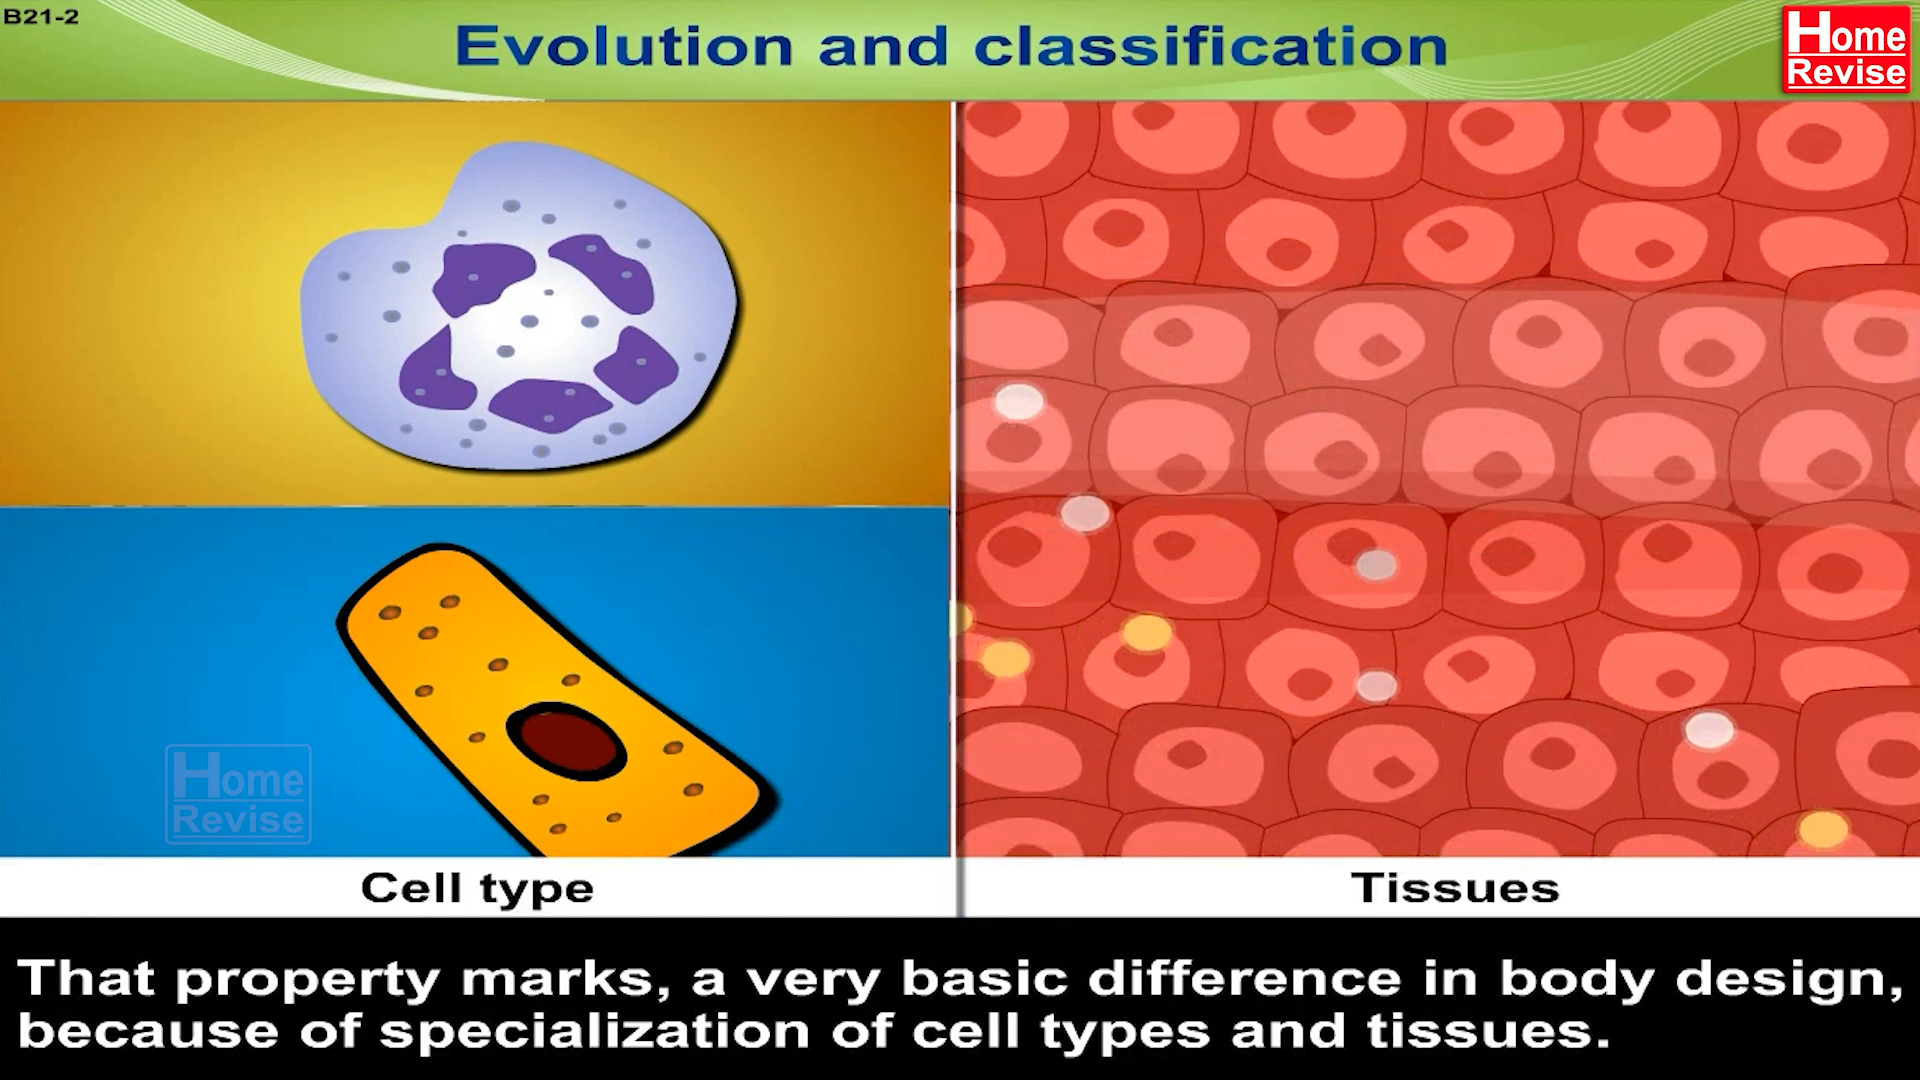 B21-2
Evolution and classification
Home
Revise
Home
Revise
Cell type
Tissues
That property marks, a very basic difference in body design,
because of specialization of cell types and tissues.